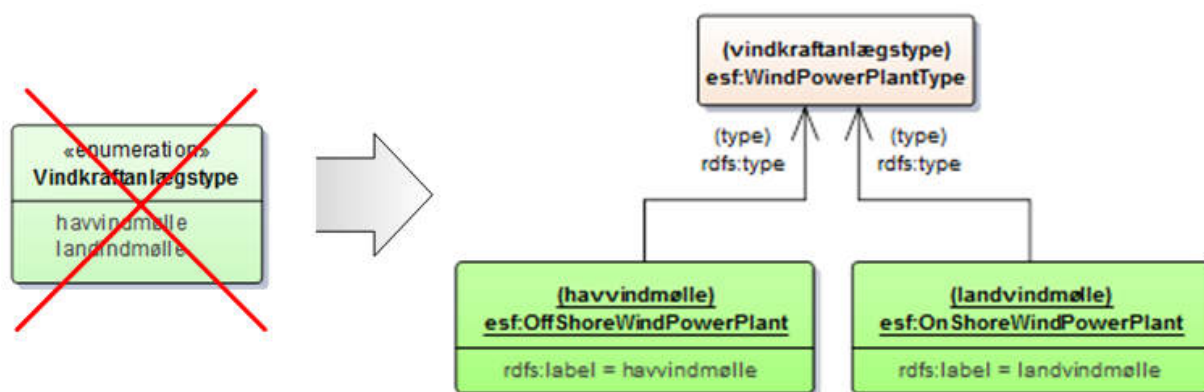 «enumeration»
Vindkraftanlægstype
havvindmølle
landindmølle
(vindkraftanlægstype)
esf:WindPowerPlantType
(type)
rdfs:type
(type)
rdfs:type
(havvindmølle)
esf:OffShoreWindPowerPlant
rdfs:label = havvindmølle
(landvindmølle)
esf:OnShoreWindPowerPlant
rdfs:label = landvindmølle